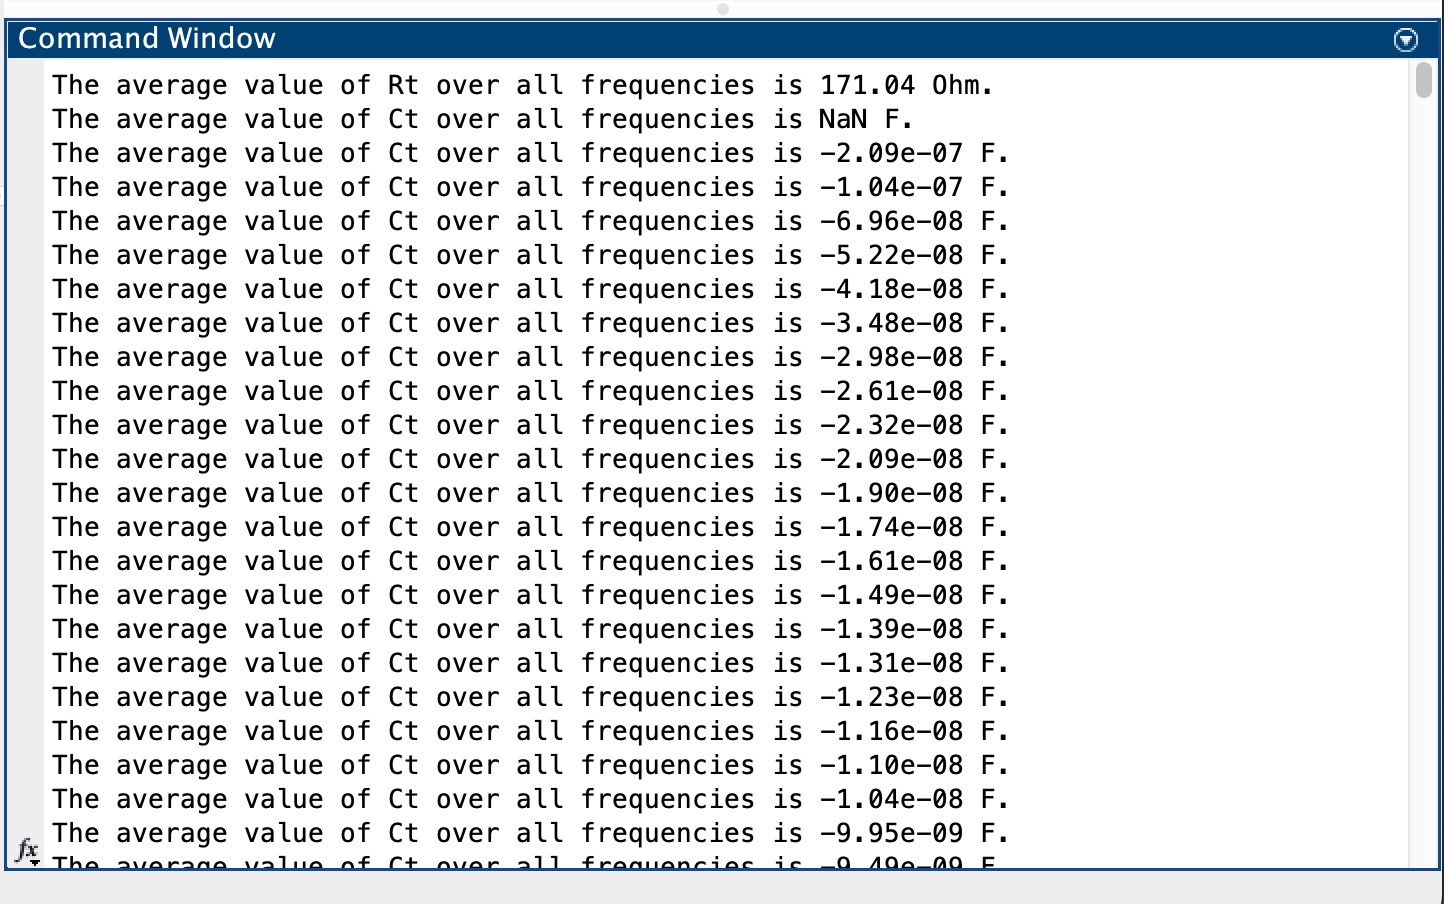 Command Window
The average value of Rt over all frequencies is 171.04 Ohm.
The average value of Ct over all frequencies is NaN F.
The average value of Ct over all frequencies is -2.09e-07 F.
The average value of Ct over all frequencies is -1.04e-07 F.
The average value of Ct over all frequencies is -6.96e-08 F.
The average value of Ct over all frequencies is -5.22e-08 F.
The average value of Ct over all frequencies is -4.18e-08 F.
The average value of Ct over all frequencies is -3.48e-08 F.
The average value of Ct over all frequencies is -2.98e-08 F.
The average value of Ct over all frequencies is -2.61e-08 F.
The average value of Ct over all frequencies is -2.32e-08 F.
The average value of Ct over all frequencies is -2.09e-08 F.
The average value of Ct over all frequencies is -1.90e-08 F.
The average value of Ct over all frequencies is -1.74e-08 F.
The average value of Ct over all frequencies is -1.61e-08 F.
The average value of Ct over all frequencies is -1.49e-08 F.
The average value of Ct over all frequencies is -1.39e-08 F.
The average value of Ct over all frequencies is -1.31e-08 F.
The average value of Ct over all frequencies is -1.23e-08 F.
The average value of Ct over all frequencies is -1.16e-08 F.
The average value of Ct over all frequencies is -1.10e-08 F.
The average value of Ct over all frequencies is -1.04e-08 F.
The average value of Ct over all frequencies is -9.95e-09 F.
fx
The average value of Ct over all frequencies is -9.49e-09 F